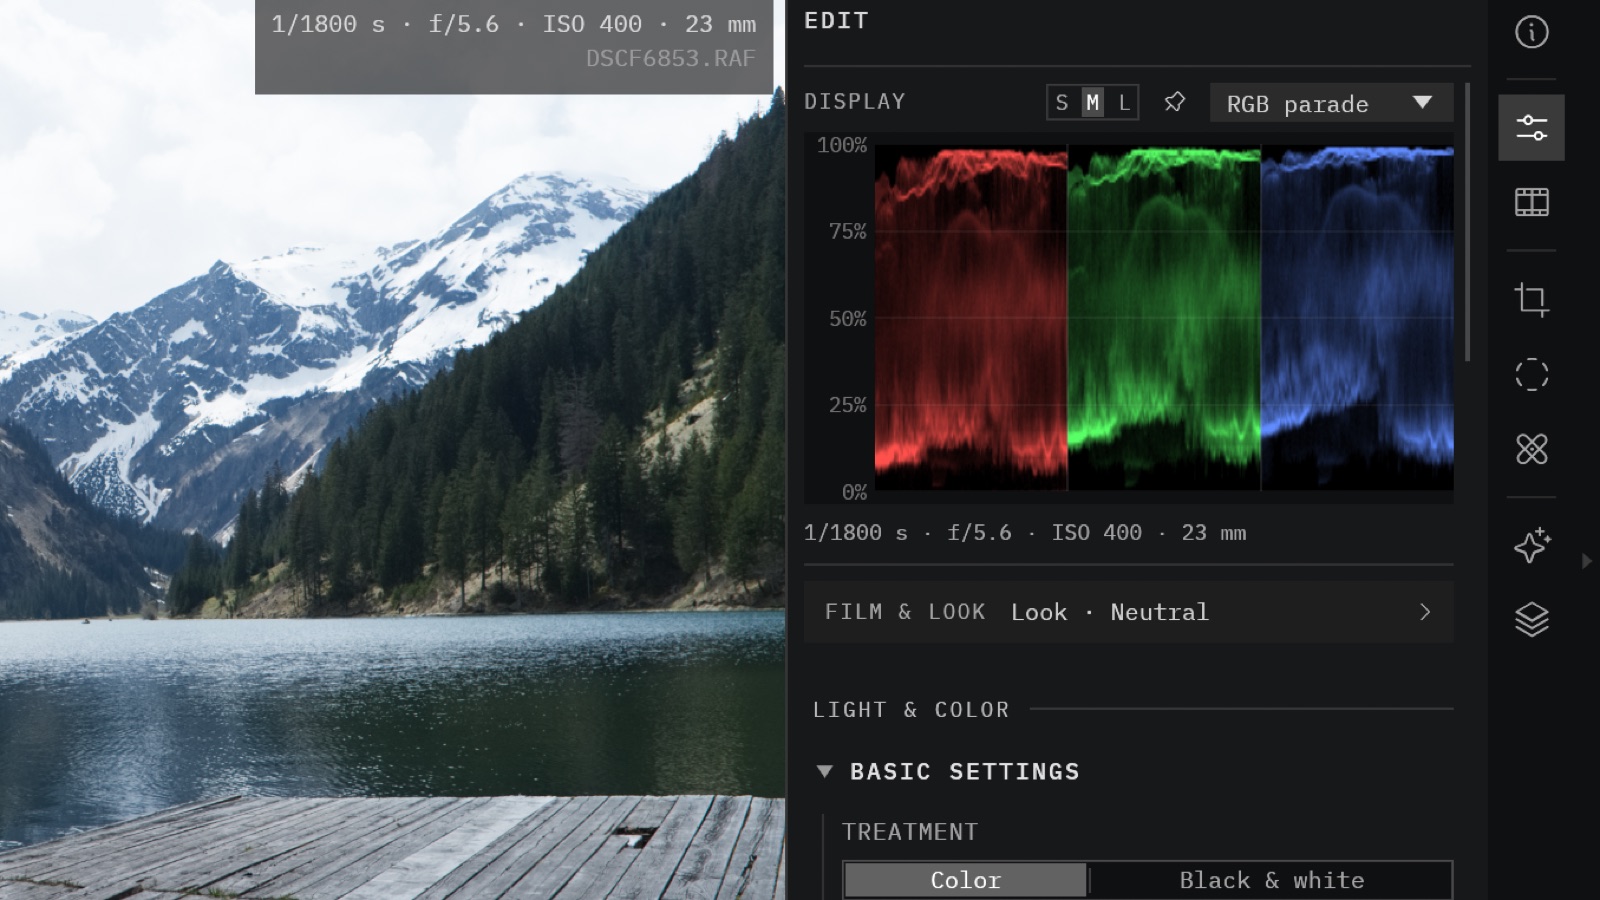 1/1800 s · f/5.6 · ISO 400 · 23 mm
DSCF6853.RAF
EDIT
DISPLAY S M L RGB parade
100%
75%
50%
25%
0%
1/1800 s · f/5.6 · ISO 400 · 23 mm
FILM & LOOK Look · Neutral
LIGHT & COLOR
BASIC SETTINGS
TREATMENT
Color Black & white